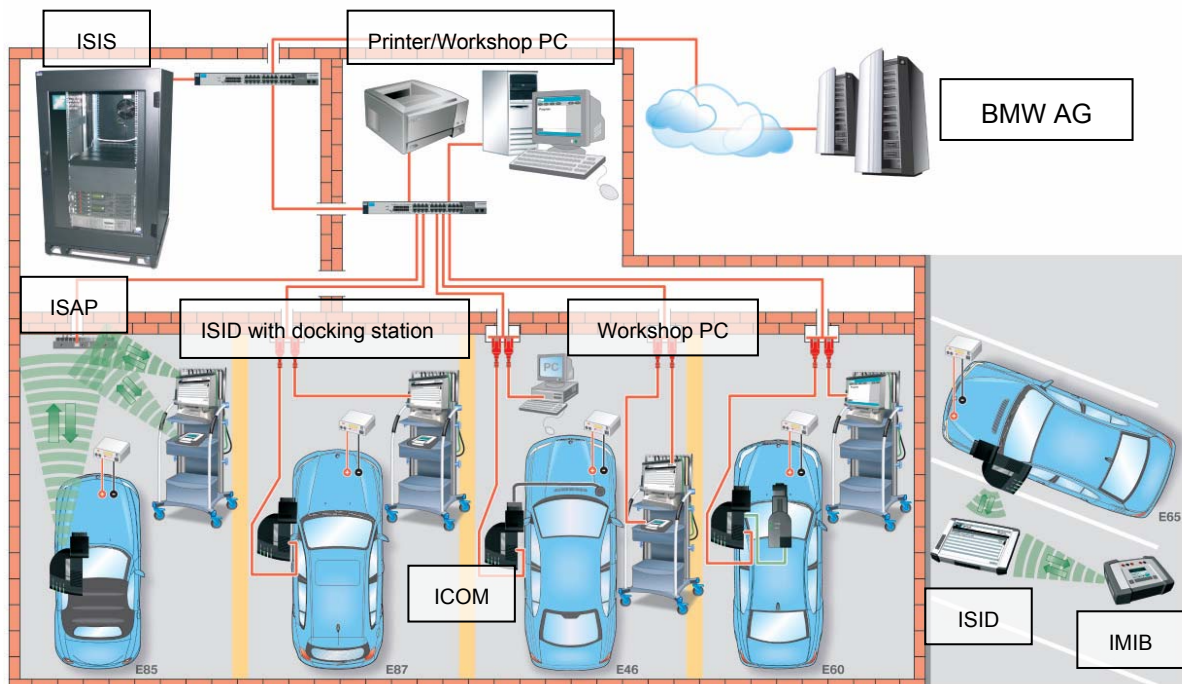 ISIS
Printer/Workshop PC
BMW AG
ISAP
ISID with docking station
Workshop PC
PC
ICOM
ISID
IMIB
E85
E87
E46
E60
E65